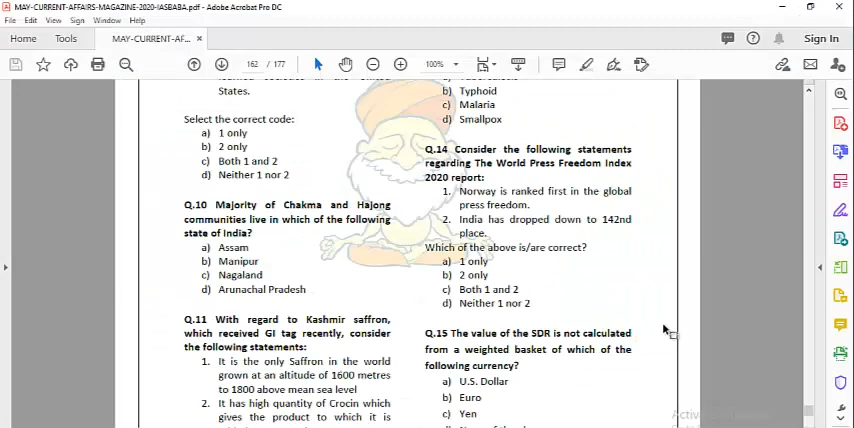 MAY-CURRENT-AFFAIRS-MAGAZINE-2020-IASBABA.pdf - Adobe Acrobat Pro DC
File Edit View Sign Window Help
Home Tools MAY-CURRENT-AF... × Sign In
162 / 177 100%
States.
Select the correct code:
a) 1 only
b) 2 only
c) Both 1 and 2
d) Neither 1 nor 2
Q.10 Majority of Chakma and Hajong
communities live in which of the following
state of India?
a) Assam
b) Manipur
c) Nagaland
d) Arunachal Pradesh
Q.11 With regard to Kashmir saffron,
which received GI tag recently, consider
the following statements:
1. It is the only Saffron in the world
grown at an altitude of 1600 metres
to 1800 above mean sea level
2. It has high quantity of Crocin which
gives the product to which it is
b) Typhoid
c) Malaria
d) Smallpox
Q.14 Consider the following statements
regarding The World Press Freedom Index
2020 report:
1. Norway is ranked first in the global
press freedom.
2. India has dropped down to 142nd
place.
Which of the above is/are correct?
a) 1 only
b) 2 only
c) Both 1 and 2
d) Neither 1 nor 2
Q.15 The value of the SDR is not calculated
from a weighted basket of which of the
following currency?
a) U.S. Dollar
b) Euro
c) Yen